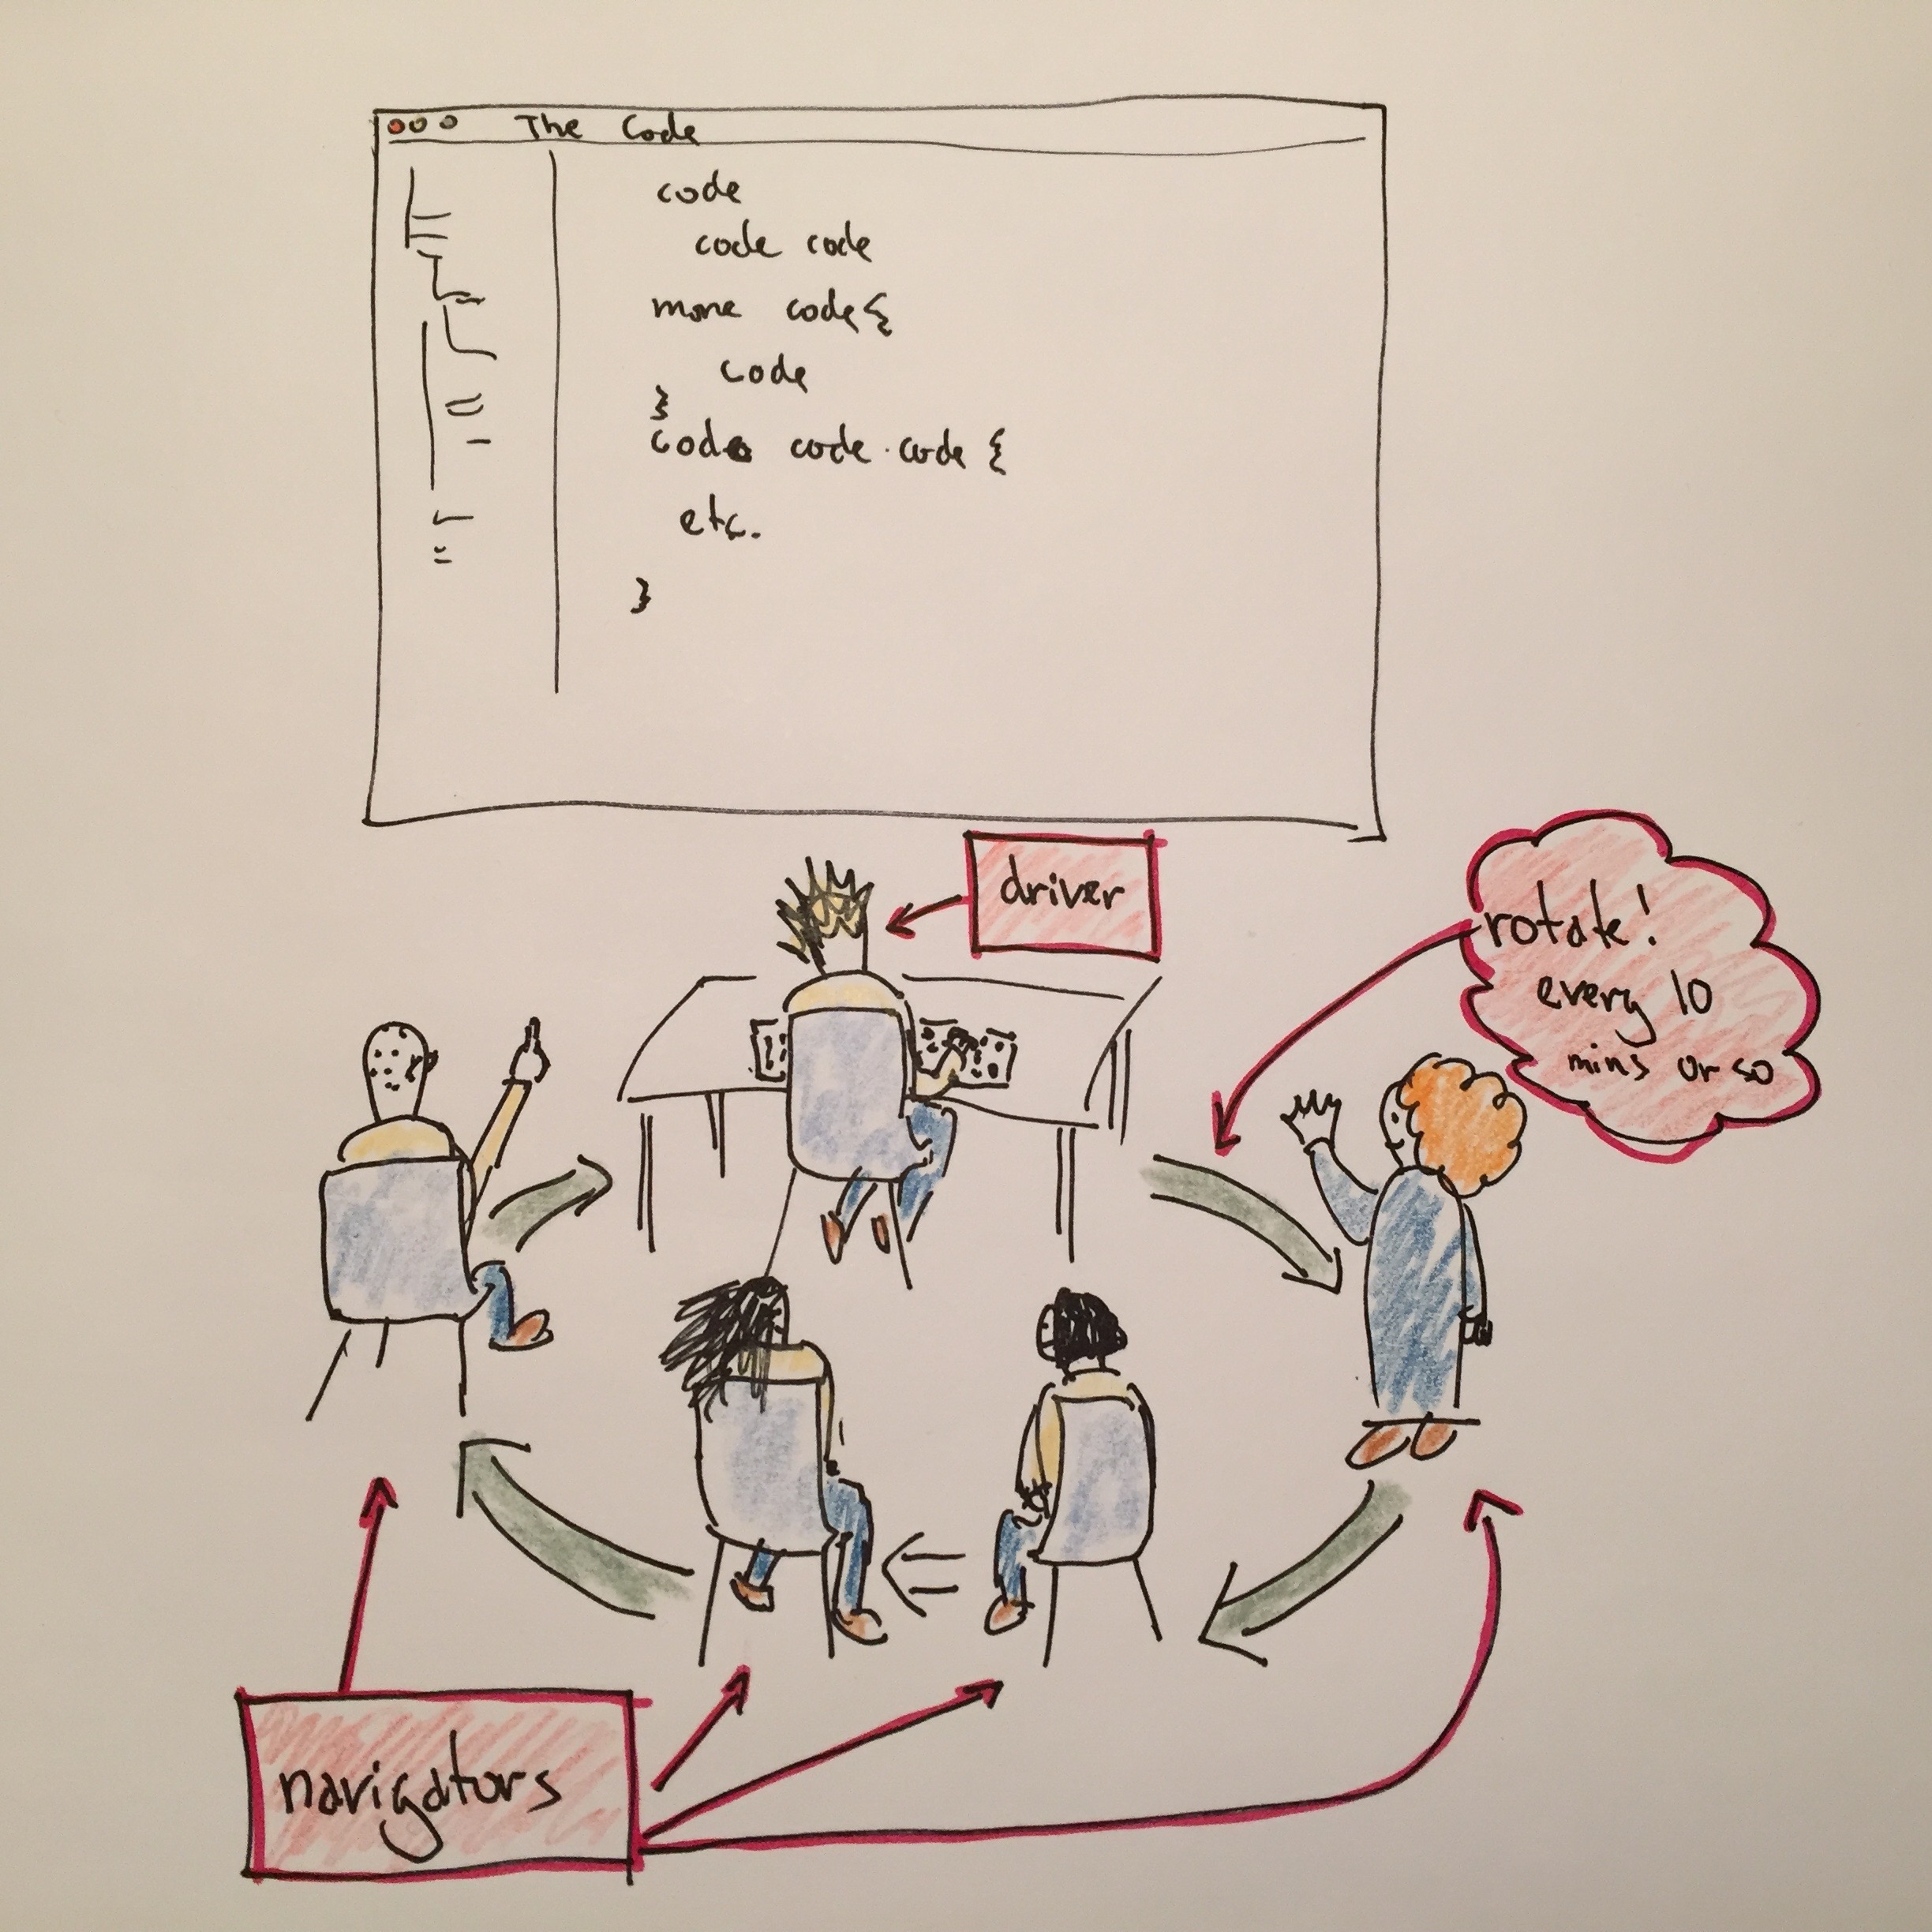 The Code
code
code code
more code {
code
}
code code.code {
etc.
}
driver
rotate!
every 10
mins or so
navigators